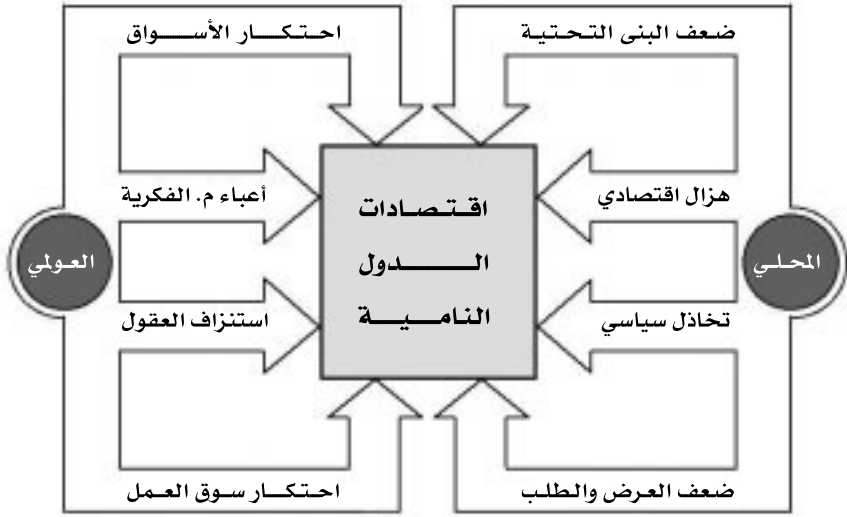 ضعف البنى التحتية
احتكار الأسواق
هزال اقتصادي
أعباء م. الفكرية
اقتصادات
الدول
النامية
المحلي
العولمي
تخاذل سياسي
استنزاف العقول
ضعف العرض والطلب
احتكار سوق العمل